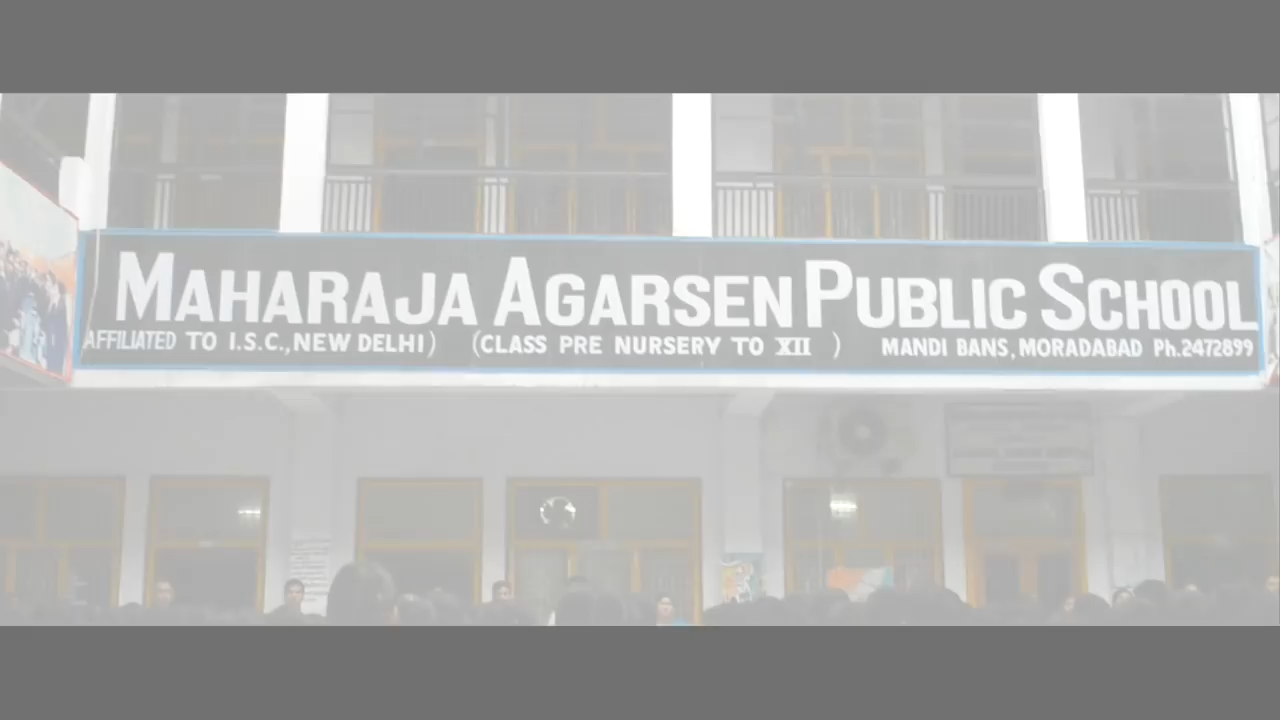 MAHARAJA AGARSEN PUBLIC SCHOOL
AFFILIATED TO I.S.C., NEW DELHI) (CLASS PRE NURSERY TO XII ) MANDI BANS, MORADABAD Ph.2472899